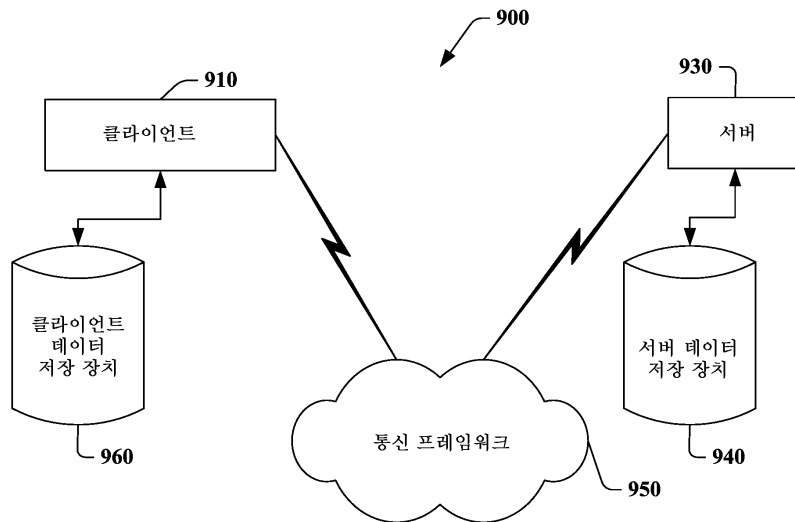 900
910
930
클라이언트
서버
클라이언트
데이터
저장 장치
서버 데이터
저장 장치
통신 프레임워크
960
950
940